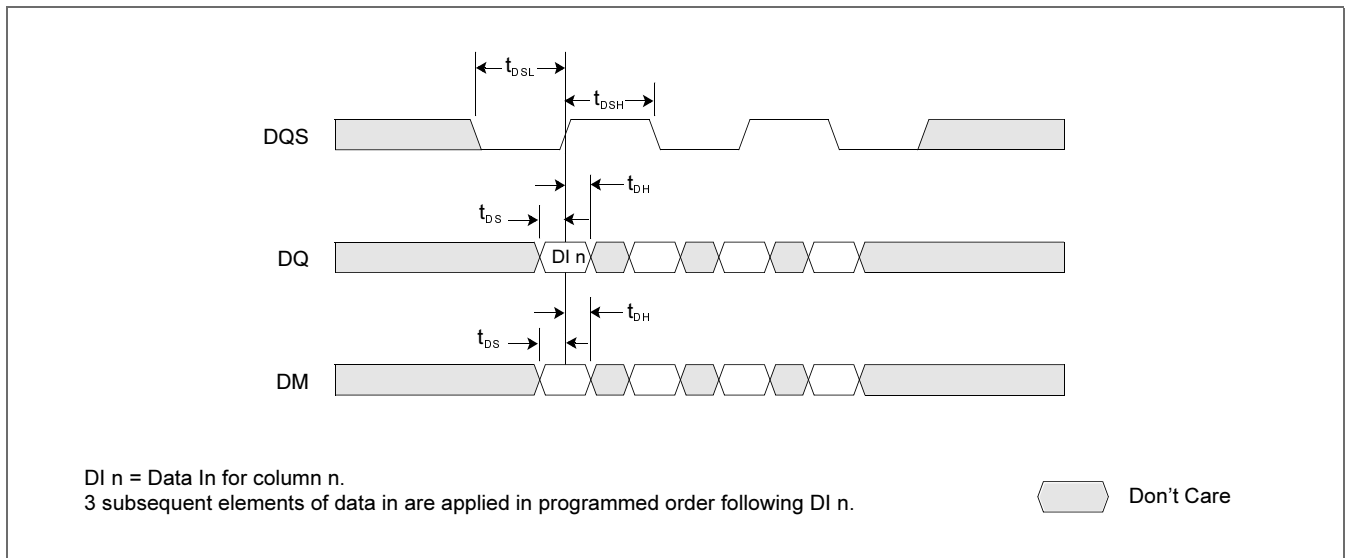 tDSL
tDSH
DQS
tDH
tDS
DQ
DI n
tDH
tDS
DM
DI n = Data In for column n.
3 subsequent elements of data in are applied in programmed order following DI n.
Don't Care